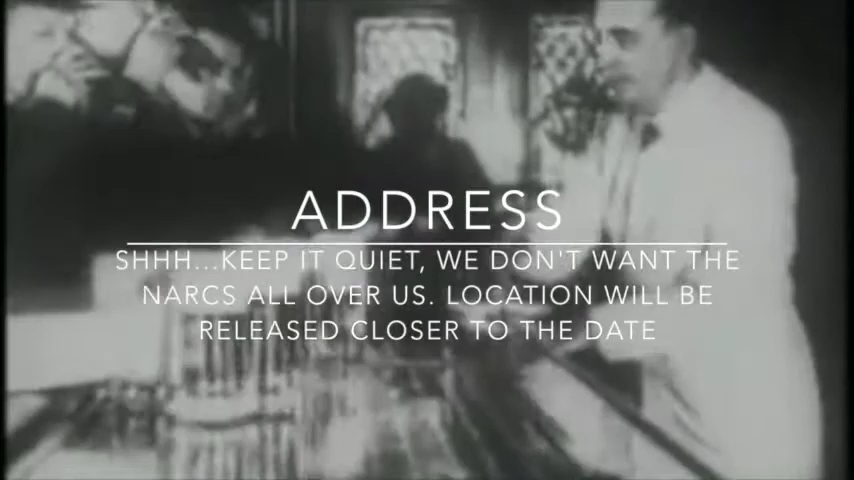 ADDRESS
SHHH...KEEP IT QUIET, WE DON'T WANT THE
NARCS ALL OVER US. LOCATION WILL BE
RELEASED CLOSER TO THE DATE